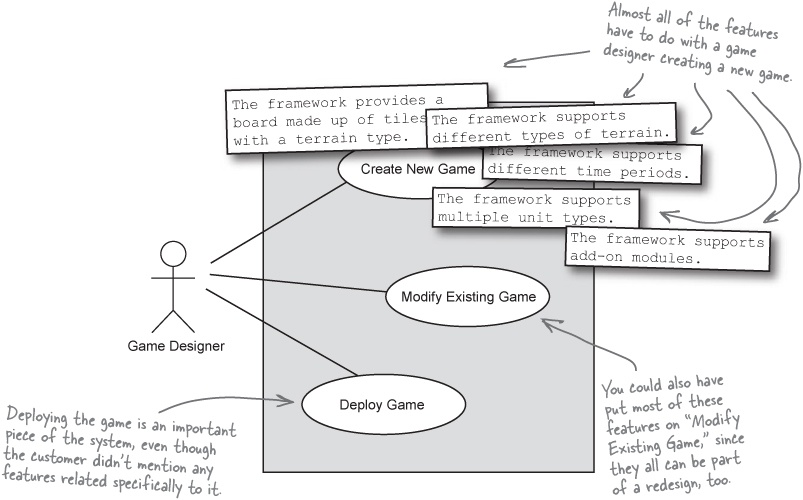 Almost all of the features
have to do with a game
designer creating a new game.
The framework provides a
board made up of tiles
with a terrain type.
The framework supports
different types of terrain.
The framework supports
different time periods.
Create New Game
The framework supports
multiple unit types.
The framework supports
add-on modules.
Modify Existing Game
Game Designer
Deploy Game
You could also have
put most of these
features on “Modify
Existing Game,” since
they all can be part
of a redesign, too.
Deploying the game is an important
piece of the system, even though
the customer didn’t mention any
features related specifically to it.